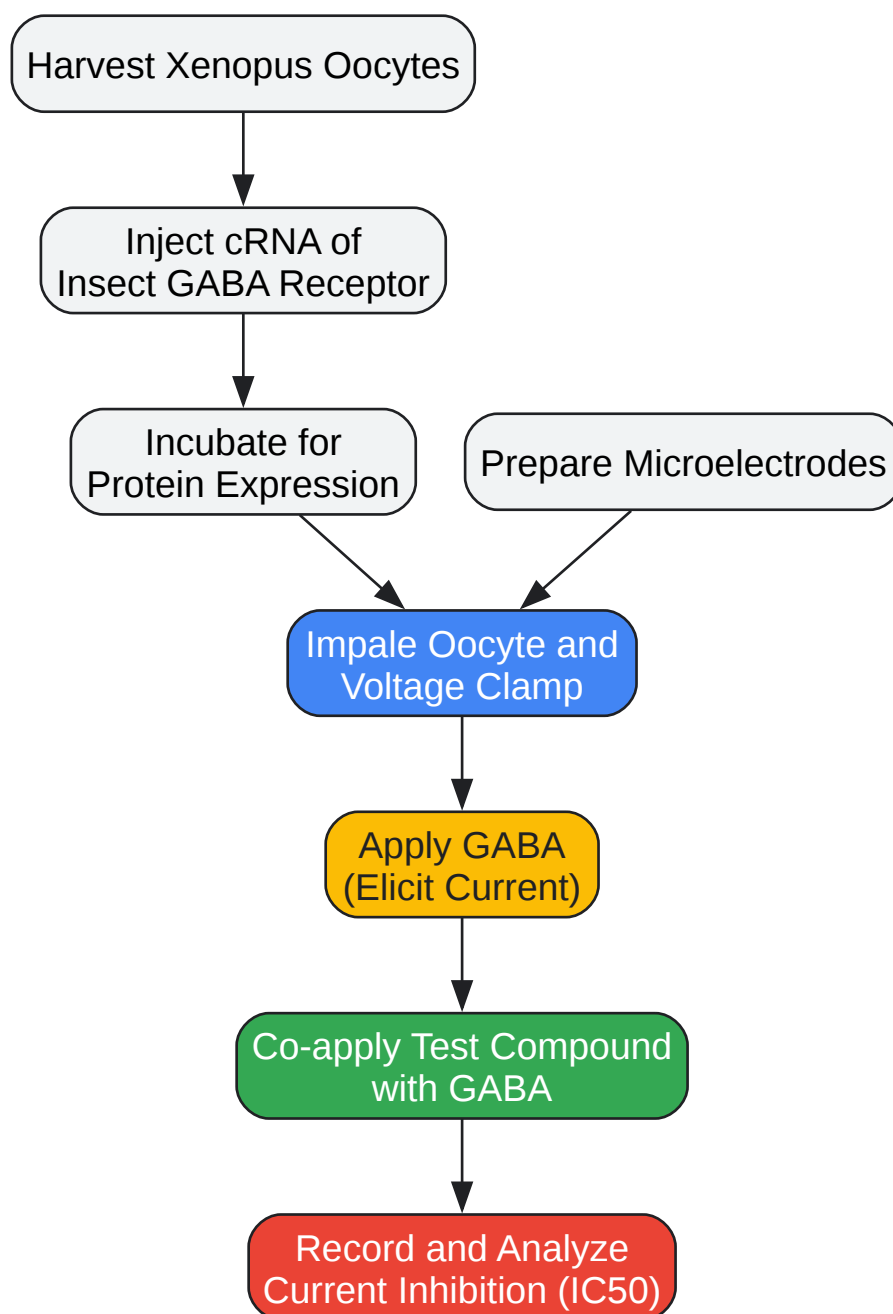 Harvest Xenopus Oocytes
Inject cRNA of
Insect GABA Receptor
Incubate for
Protein Expression
Prepare Microelectrodes
Impale Oocyte and
Voltage Clamp
Apply GABA
(Elicit Current)
Co-apply Test Compound
with GABA
Record and Analyze
Current Inhibition (IC50)